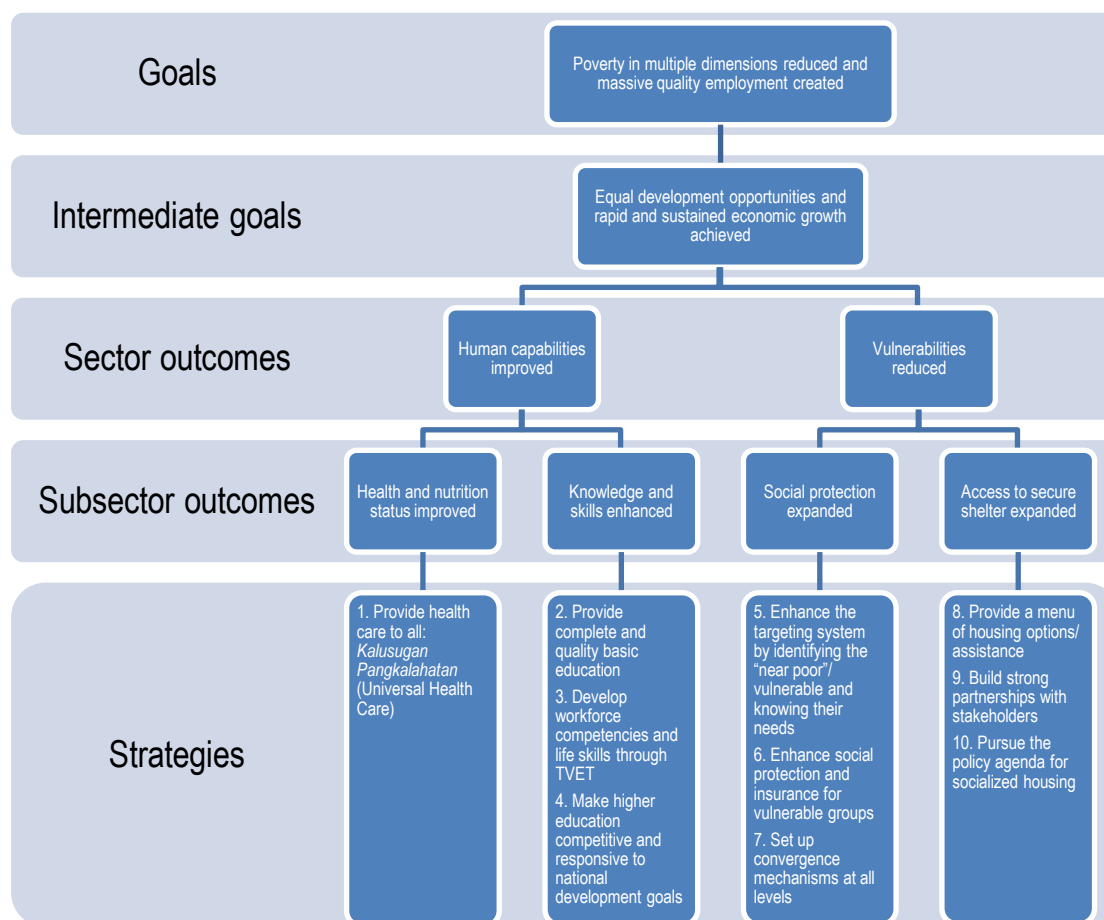 Goals
Poverty in multiple dimensions reduced and
massive quality employment created
Intermediate goals
Equal development opportunities and
rapid and sustained economic growth
achieved
Sector outcomes
Human capabilities
improved
Vulnerabilities
reduced
Subsector outcomes
Health and nutrition
status improved
Knowledge and
skills enhanced
Social protection
expanded
Access to secure
shelter expanded
Strategies
1. Provide health
care to all:
Kalusugan
Pangkalahatan
(Universal Health
Care)
2. Provide
complete and
quality basic
education
3. Develop
workforce
competencies and
life skills through
TVET
4. Make higher
education
competitive and
responsive to
national
development goals
5. Enhance the
targeting system
by identifying the
“near poor”/
vulnerable and
knowing their
needs
6. Enhance social
protection and
insurance for
vulnerable groups
7. Set up
convergence
mechanisms at all
levels
8. Provide a menu
of housing options/
assistance
9. Build strong
partnerships with
stakeholders
10. Pursue the
policy agenda for
socialized housing